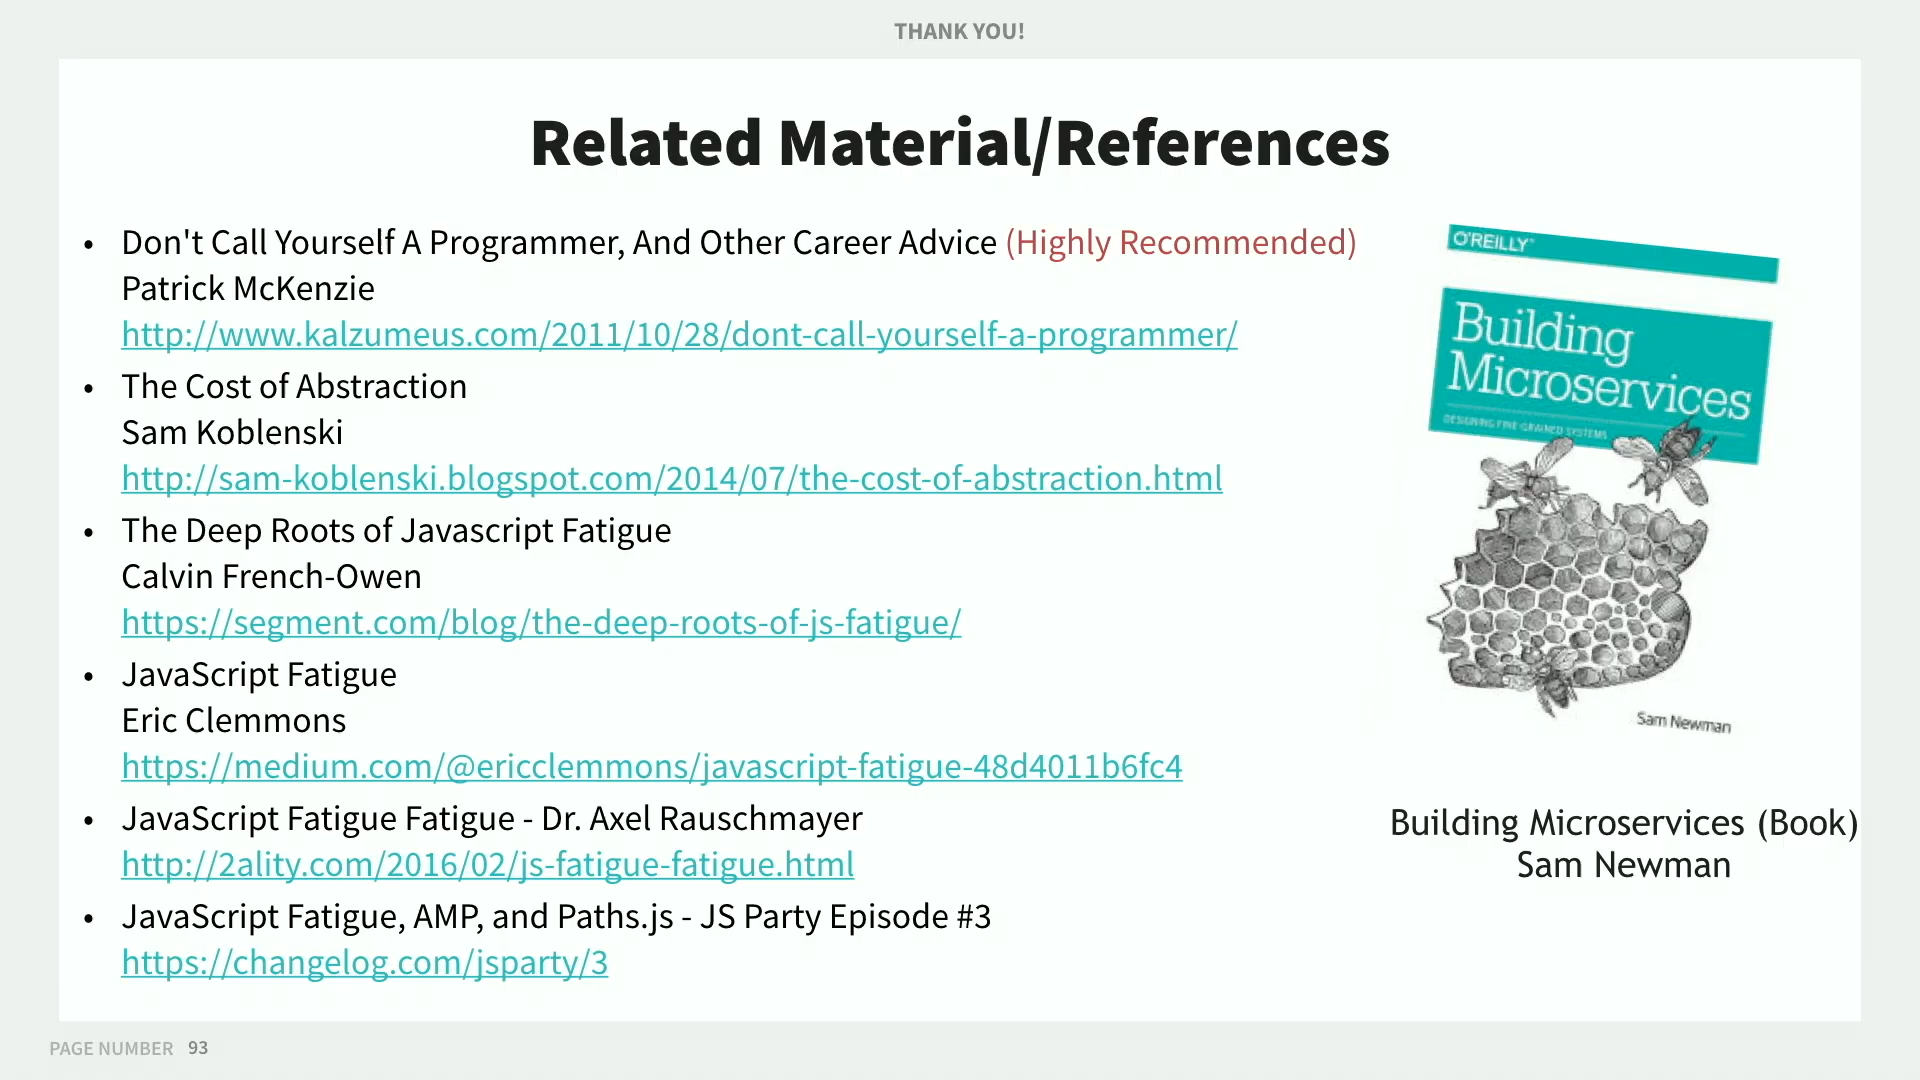 THANK YOU!
Related Material/References
• Don't Call Yourself A Programmer, And Other Career Advice (Highly Recommended)
Patrick McKenzie
http://www.kalzumeus.com/2011/10/28/dont-call-yourself-a-programmer/
• The Cost of Abstraction
Sam Koblenski
http://sam-koblenski.blogspot.com/2014/07/the-cost-of-abstraction.html
• The Deep Roots of Javascript Fatigue
Calvin French-Owen
https://segment.com/blog/the-deep-roots-of-js-fatigue/
• JavaScript Fatigue
Eric Clemmons
https://medium.com/@ericclemmons/javascript-fatigue-48d4011b6fc4
• JavaScript Fatigue Fatigue - Dr. Axel Rauschmayer
http://2ality.com/2016/02/js-fatigue-fatigue.html
• JavaScript Fatigue, AMP, and Paths.js - JS Party Episode #3
https://changelog.com/jsparty/3
O'REILLY®
Building
Microservices
DESIGNING FINE-GRAINED SYSTEMS
Sam Newman
Building Microservices (Book)
Sam Newman
PAGE NUMBER 93